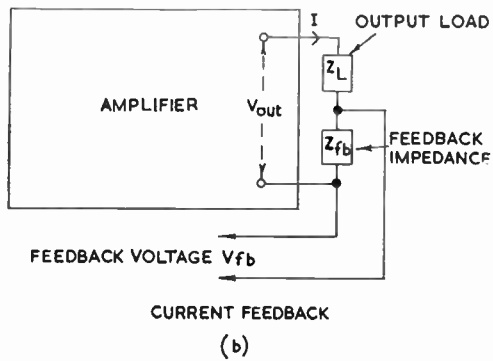 I
OUTPUT LOAD
ZL
AMPLIFIER
Vout
Zfb
FEEDBACK
IMPEDANCE
FEEDBACK VOLTAGE Vfb
CURRENT FEEDBACK
(b)